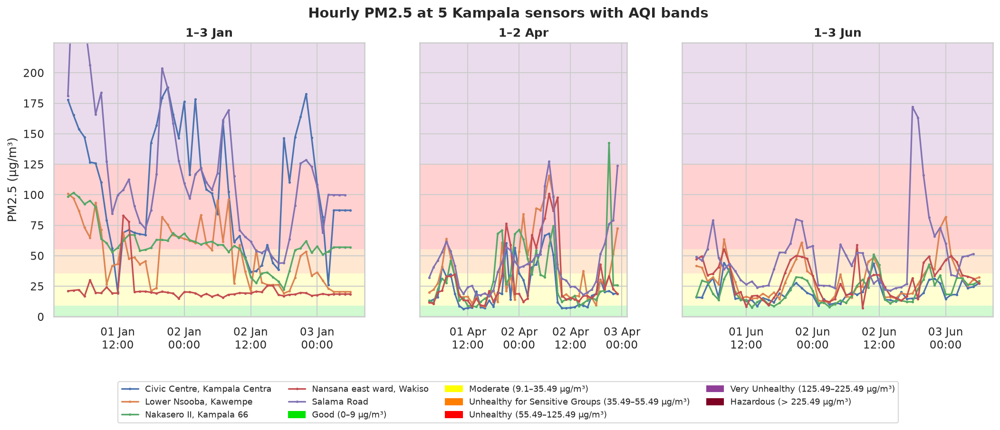 Hourly PM2.5 at 5 Kampala sensors with AQI bands
1–3 Jan
1–2 Apr
1–3 Jun
PM2.5 (µg/m³)
200
175
150
125
100
75
50
25
0
01 Jan
12:00
02 Jan
00:00
02 Jan
12:00
03 Jan
00:00
01 Apr
12:00
02 Apr
00:00
02 Apr
12:00
03 Apr
00:00
01 Jun
12:00
02 Jun
00:00
02 Jun
12:00
03 Jun
00:00
Civic Centre, Kampala Centra
Lower Nsooba, Kawempe
Nakasero II, Kampala 66
Nansana east ward, Wakiso
Salama Road
Good (0–9 µg/m³)
Moderate (9.1–35.49 µg/m³)
Unhealthy for Sensitive Groups (35.49–55.49 µg/m³)
Unhealthy (55.49–125.49 µg/m³)
Very Unhealthy (125.49–225.49 µg/m³)
Hazardous (> 225.49 µg/m³)